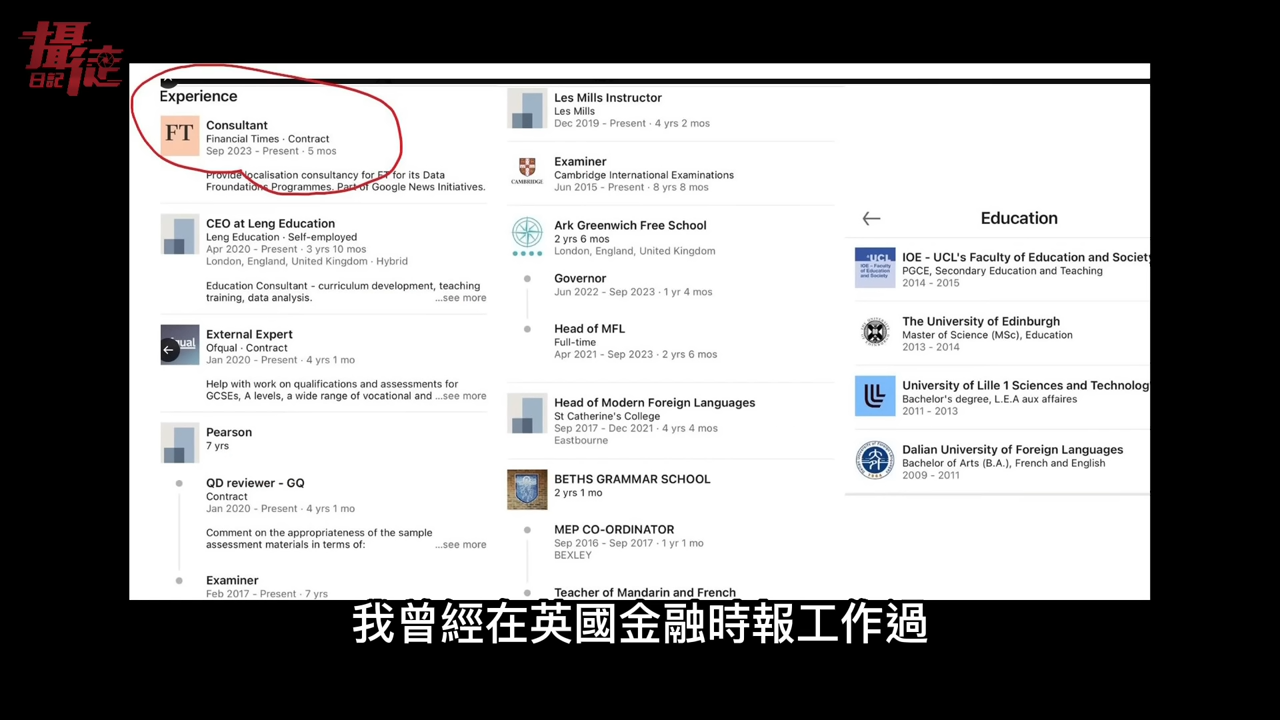 攝徒
日記
Experience
FT
Consultant
Financial Times · Contract
Sep 2023 - Present · 5 mos
Provide localisation consultancy for FT for its Data
Foundations Programmes. Part of Google News Initiatives.
CEO at Leng Education
Leng Education · Self-employed
Apr 2020 - Present · 3 yrs 10 mos
London, England, United Kingdom · Hybrid
Education Consultant - curriculum development, teaching
training, data analysis.
...see more
External Expert
Ofqual · Contract
Jan 2020 - Present · 4 yrs 1 mo
Help with work on qualifications and assessments for
GCSEs, A levels, a wide range of vocational and ...see more
Pearson
7 yrs
QD reviewer - GQ
Contract
Jan 2020 - Present · 4 yrs 1 mo
Comment on the appropriateness of the sample
assessment materials in terms of:
...see more
Examiner
Feb 2017 - Present · 7 yrs
Les Mills Instructor
Les Mills
Dec 2019 - Present · 4 yrs 2 mos
CAMBRIDGE
Examiner
Cambridge International Examinations
Jun 2015 - Present · 8 yrs 8 mos
Ark Greenwich Free School
2 yrs 6 mos
London, England, United Kingdom
Governor
Jun 2022 - Sep 2023 · 1 yr 4 mos
Head of MFL
Full-time
Apr 2021 - Sep 2023 · 2 yrs 6 mos
Head of Modern Foreign Languages
St Catherine's College
Sep 2017 - Dec 2021 · 4 yrs 4 mos
Eastbourne
BETHS GRAMMAR SCHOOL
2 yrs 1 mo
MEP CO-ORDINATOR
Sep 2016 - Sep 2017 · 1 yr 1 mo
BEXLEY
Teacher of Mandarin and French
Education
UCL
IOE - Faculty
of Education
and Society
IOE - UCL's Faculty of Education and Society
PGCE, Secondary Education and Teaching
2014 - 2015
The University of Edinburgh
Master of Science (MSc), Education
2013 - 2014
University of Lille 1 Sciences and Technolog
Bachelor's degree, L.E.A aux affaires
2011 - 2013
Dalian University of Foreign Languages
Bachelor of Arts (B.A.), French and English
2009 - 2011
我曾經在英國金融時報工作過